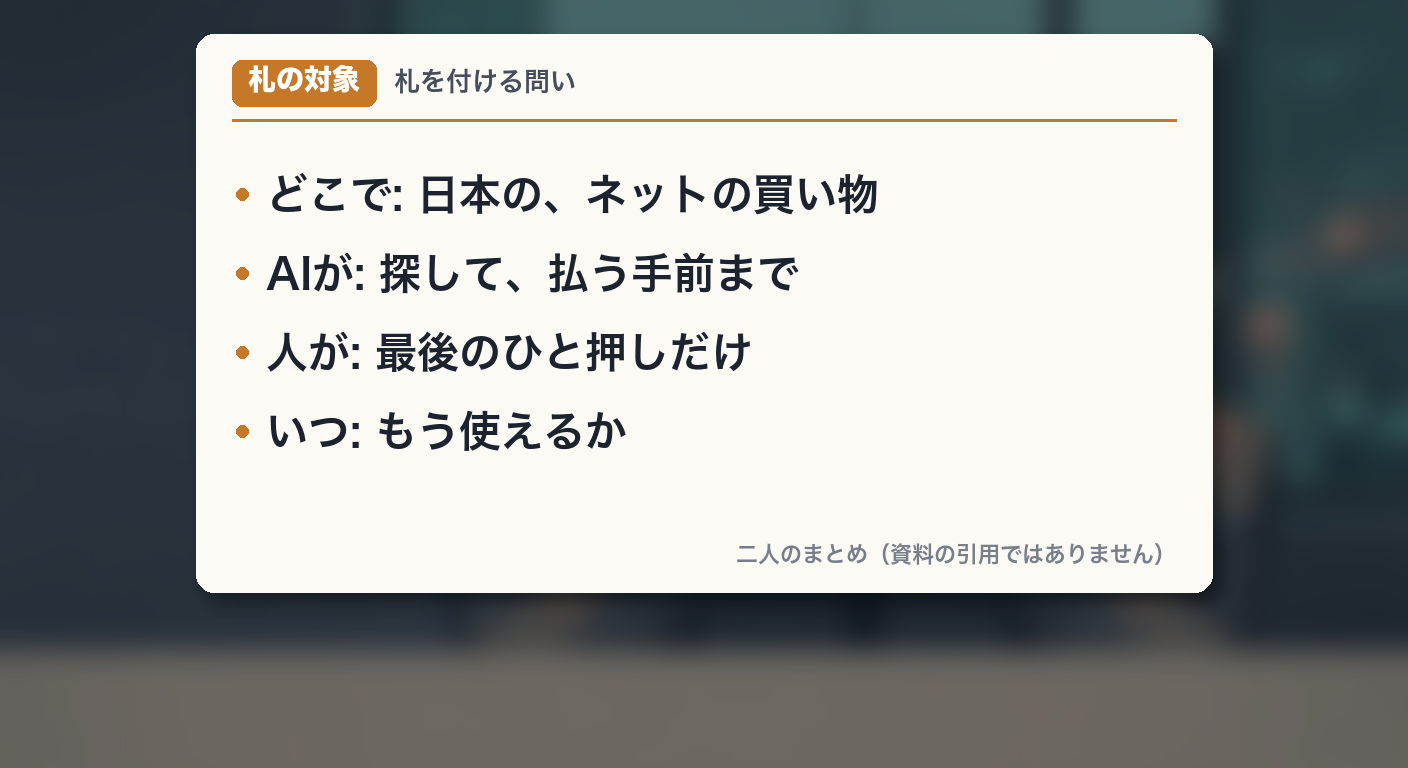 札の対象 札を付ける問い
どこで: 日本の、ネットの買い物
AIが: 探して、払う手前まで
人が: 最後のひと押しだけ
いつ: もう使えるか
二人のまとめ（資料の引用ではありません）